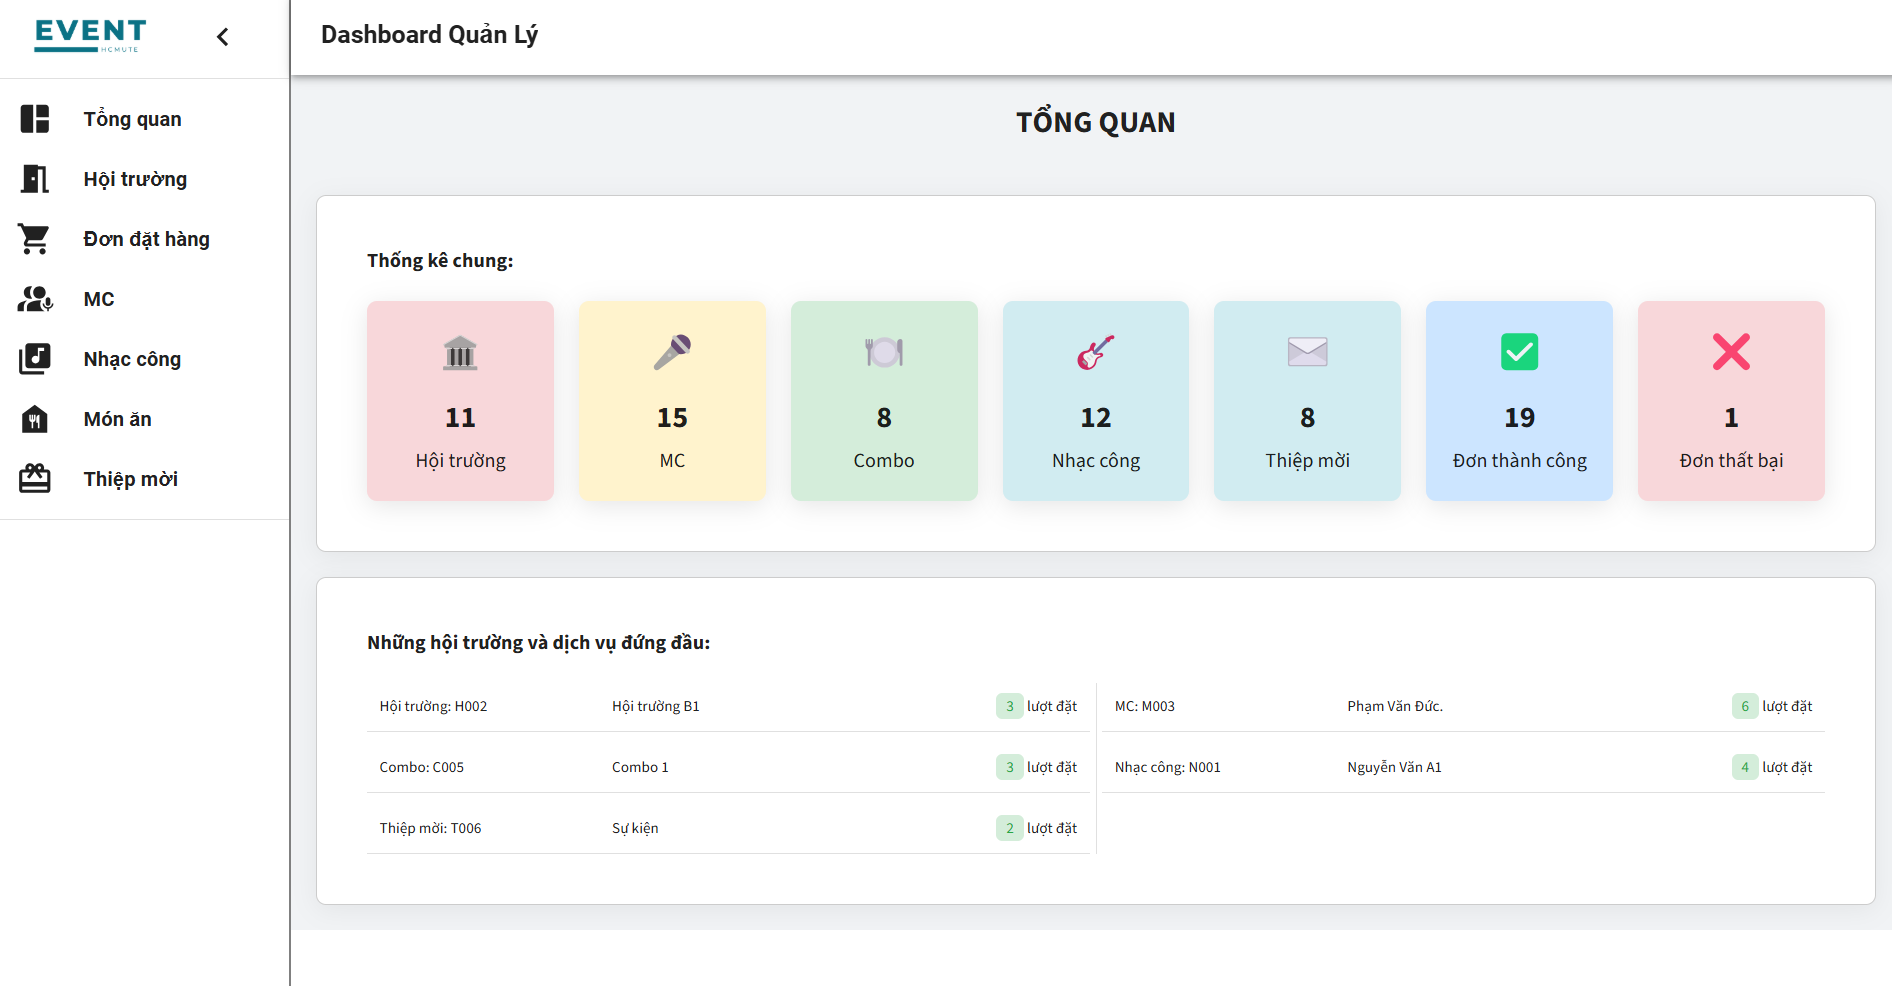 EVENT
HCMUTE
Dashboard Quản Lý
Tổng quan
Hội trường
Đơn đặt hàng
MC
Nhạc công
Món ăn
Thiệp mời
TỔNG QUAN
Thống kê chung:
11
Hội trường
15
MC
8
Combo
12
Nhạc công
8
Thiệp mời
19
Đơn thành công
1
Đơn thất bại
Những hội trường và dịch vụ đứng đầu:
Hội trường: H002 Hội trường B1 3 lượt đặt
Combo: C005 Combo 1 3 lượt đặt
Thiệp mời: T006 Sự kiện 2 lượt đặt
MC: M003 Phạm Văn Đức. 6 lượt đặt
Nhạc công: N001 Nguyễn Văn A1 4 lượt đặt